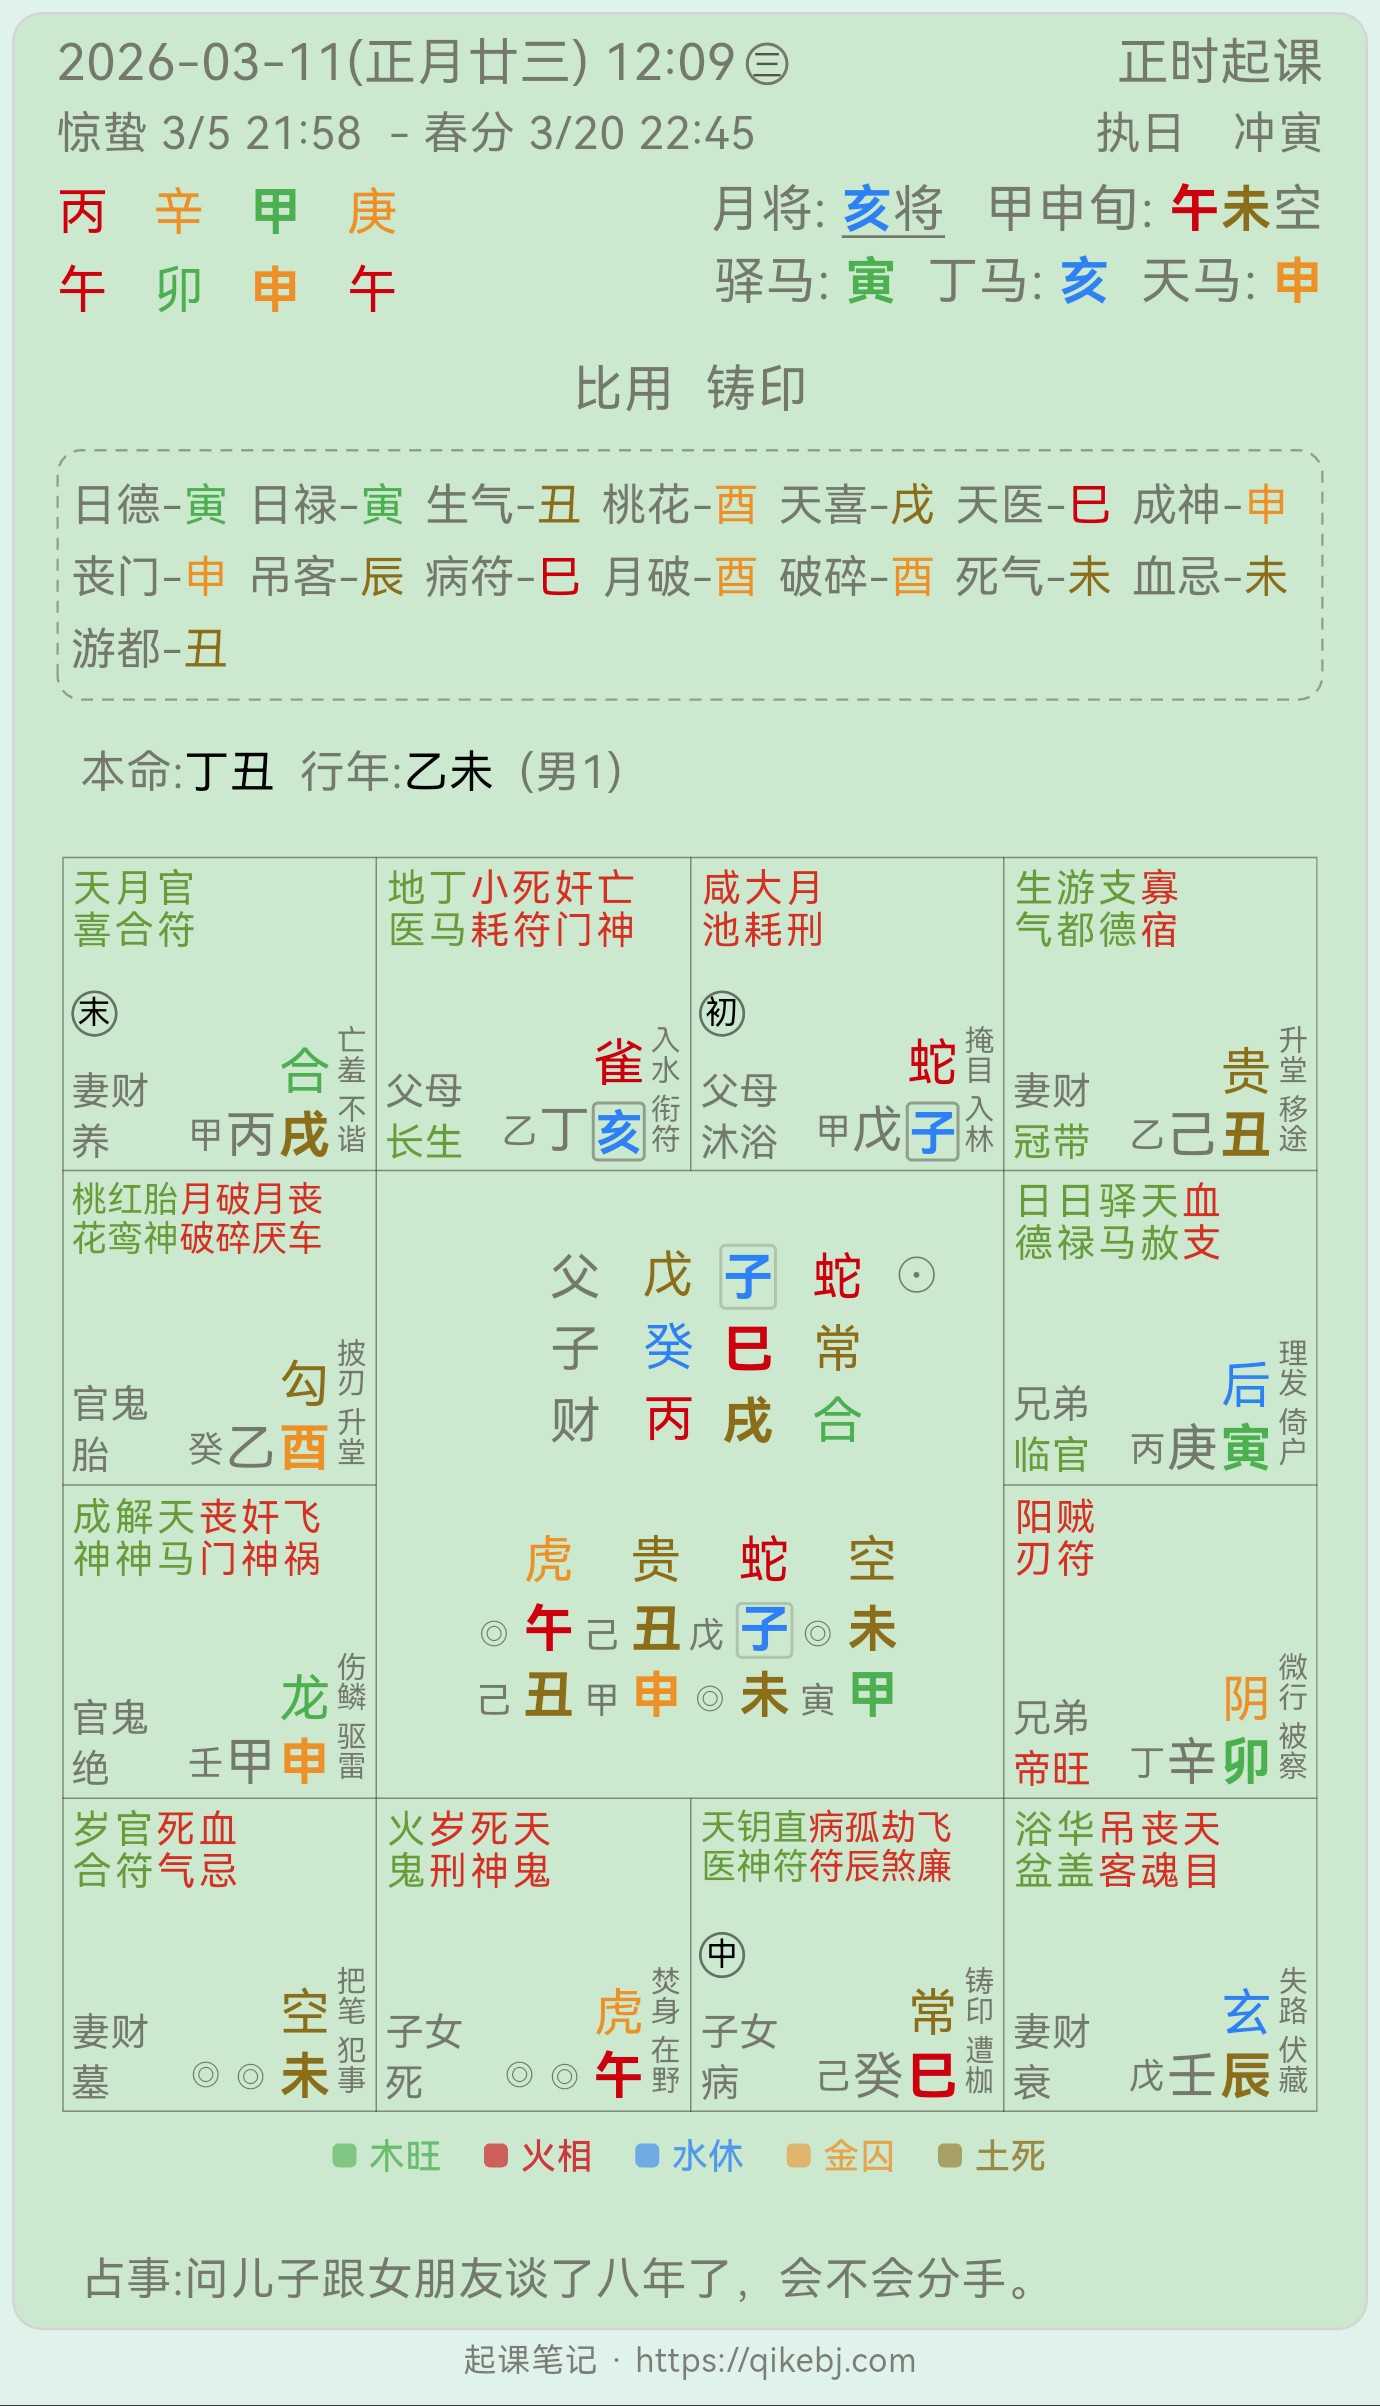 2026-03-11(正月廿三) 12:09㊂ 正时起课
惊蛰 3/5 21:58 - 春分 3/20 22:45 执日 冲寅
丙 辛 甲 庚 月将: 亥将 甲申旬: 午未空
午 卯 申 午 驿马: 寅 丁马: 亥 天马: 申
比用 铸印
日德-寅 日禄-寅 生气-丑 桃花-酉 天喜-戌 天医-巳 成神-申
丧门-申 吊客-辰 病符-巳 月破-酉 破碎-酉 死气-未 血忌-未
游都-丑
本命:丁丑 行年:乙未 (男1)
天喜 月合 官符
末
妻财 合 亡羞
养 甲丙戌 不谐
地医 丁马 小耗 死符 奸门 亡神
父母 雀 入水
长生 乙丁亥 衔符
咸池 大耗 月刑
初
父母 蛇 掩目
沐浴 甲戊子 入林
生气 游都 支德 寡宿
妻财 贵 升堂
冠带 乙己丑 移途
桃花 红鸾 胎神 月破 破碎 月厌 丧车
官鬼 勾 披刃
胎 癸乙酉 升堂
父 戊 子 蛇 ⊙
子 癸 巳 常
财 丙 戌 合
日德 日禄 驿马 天赦 血支
兄弟 后 理发
临官 丙庚寅 倚户
成神 解神 天马 丧门 奸神 飞祸
官鬼 龙 伤鳞
绝 壬甲申 驱雷
虎 贵 蛇 空
◎ 午 己 丑 戊 子 ◎ 未
己 丑 甲 申 ◎ 未 寅 甲
阳刃 贼符
兄弟 阴 微行
帝旺 丁辛卯 被察
岁合 官符 死气 血忌
妻财 空 把笔
墓 ◎ ◎ 未 犯事
火鬼 岁刑 死神 天鬼
子女 虎 焚身
死 ◎ ◎ 午 在野
天医 钥神 直符 病符 孤辰 劫煞 飞廉
中
子女 常 铸印
病 己癸巳 遭枷
浴盆 华盖 吊客 丧魂 天目
妻财 玄 失路
衰 戊壬辰 伏藏
木旺 火相 水休 金囚 土死
占事:问儿子跟女朋友谈了八年了，会不会分手。
起课笔记 · https://qikebj.com